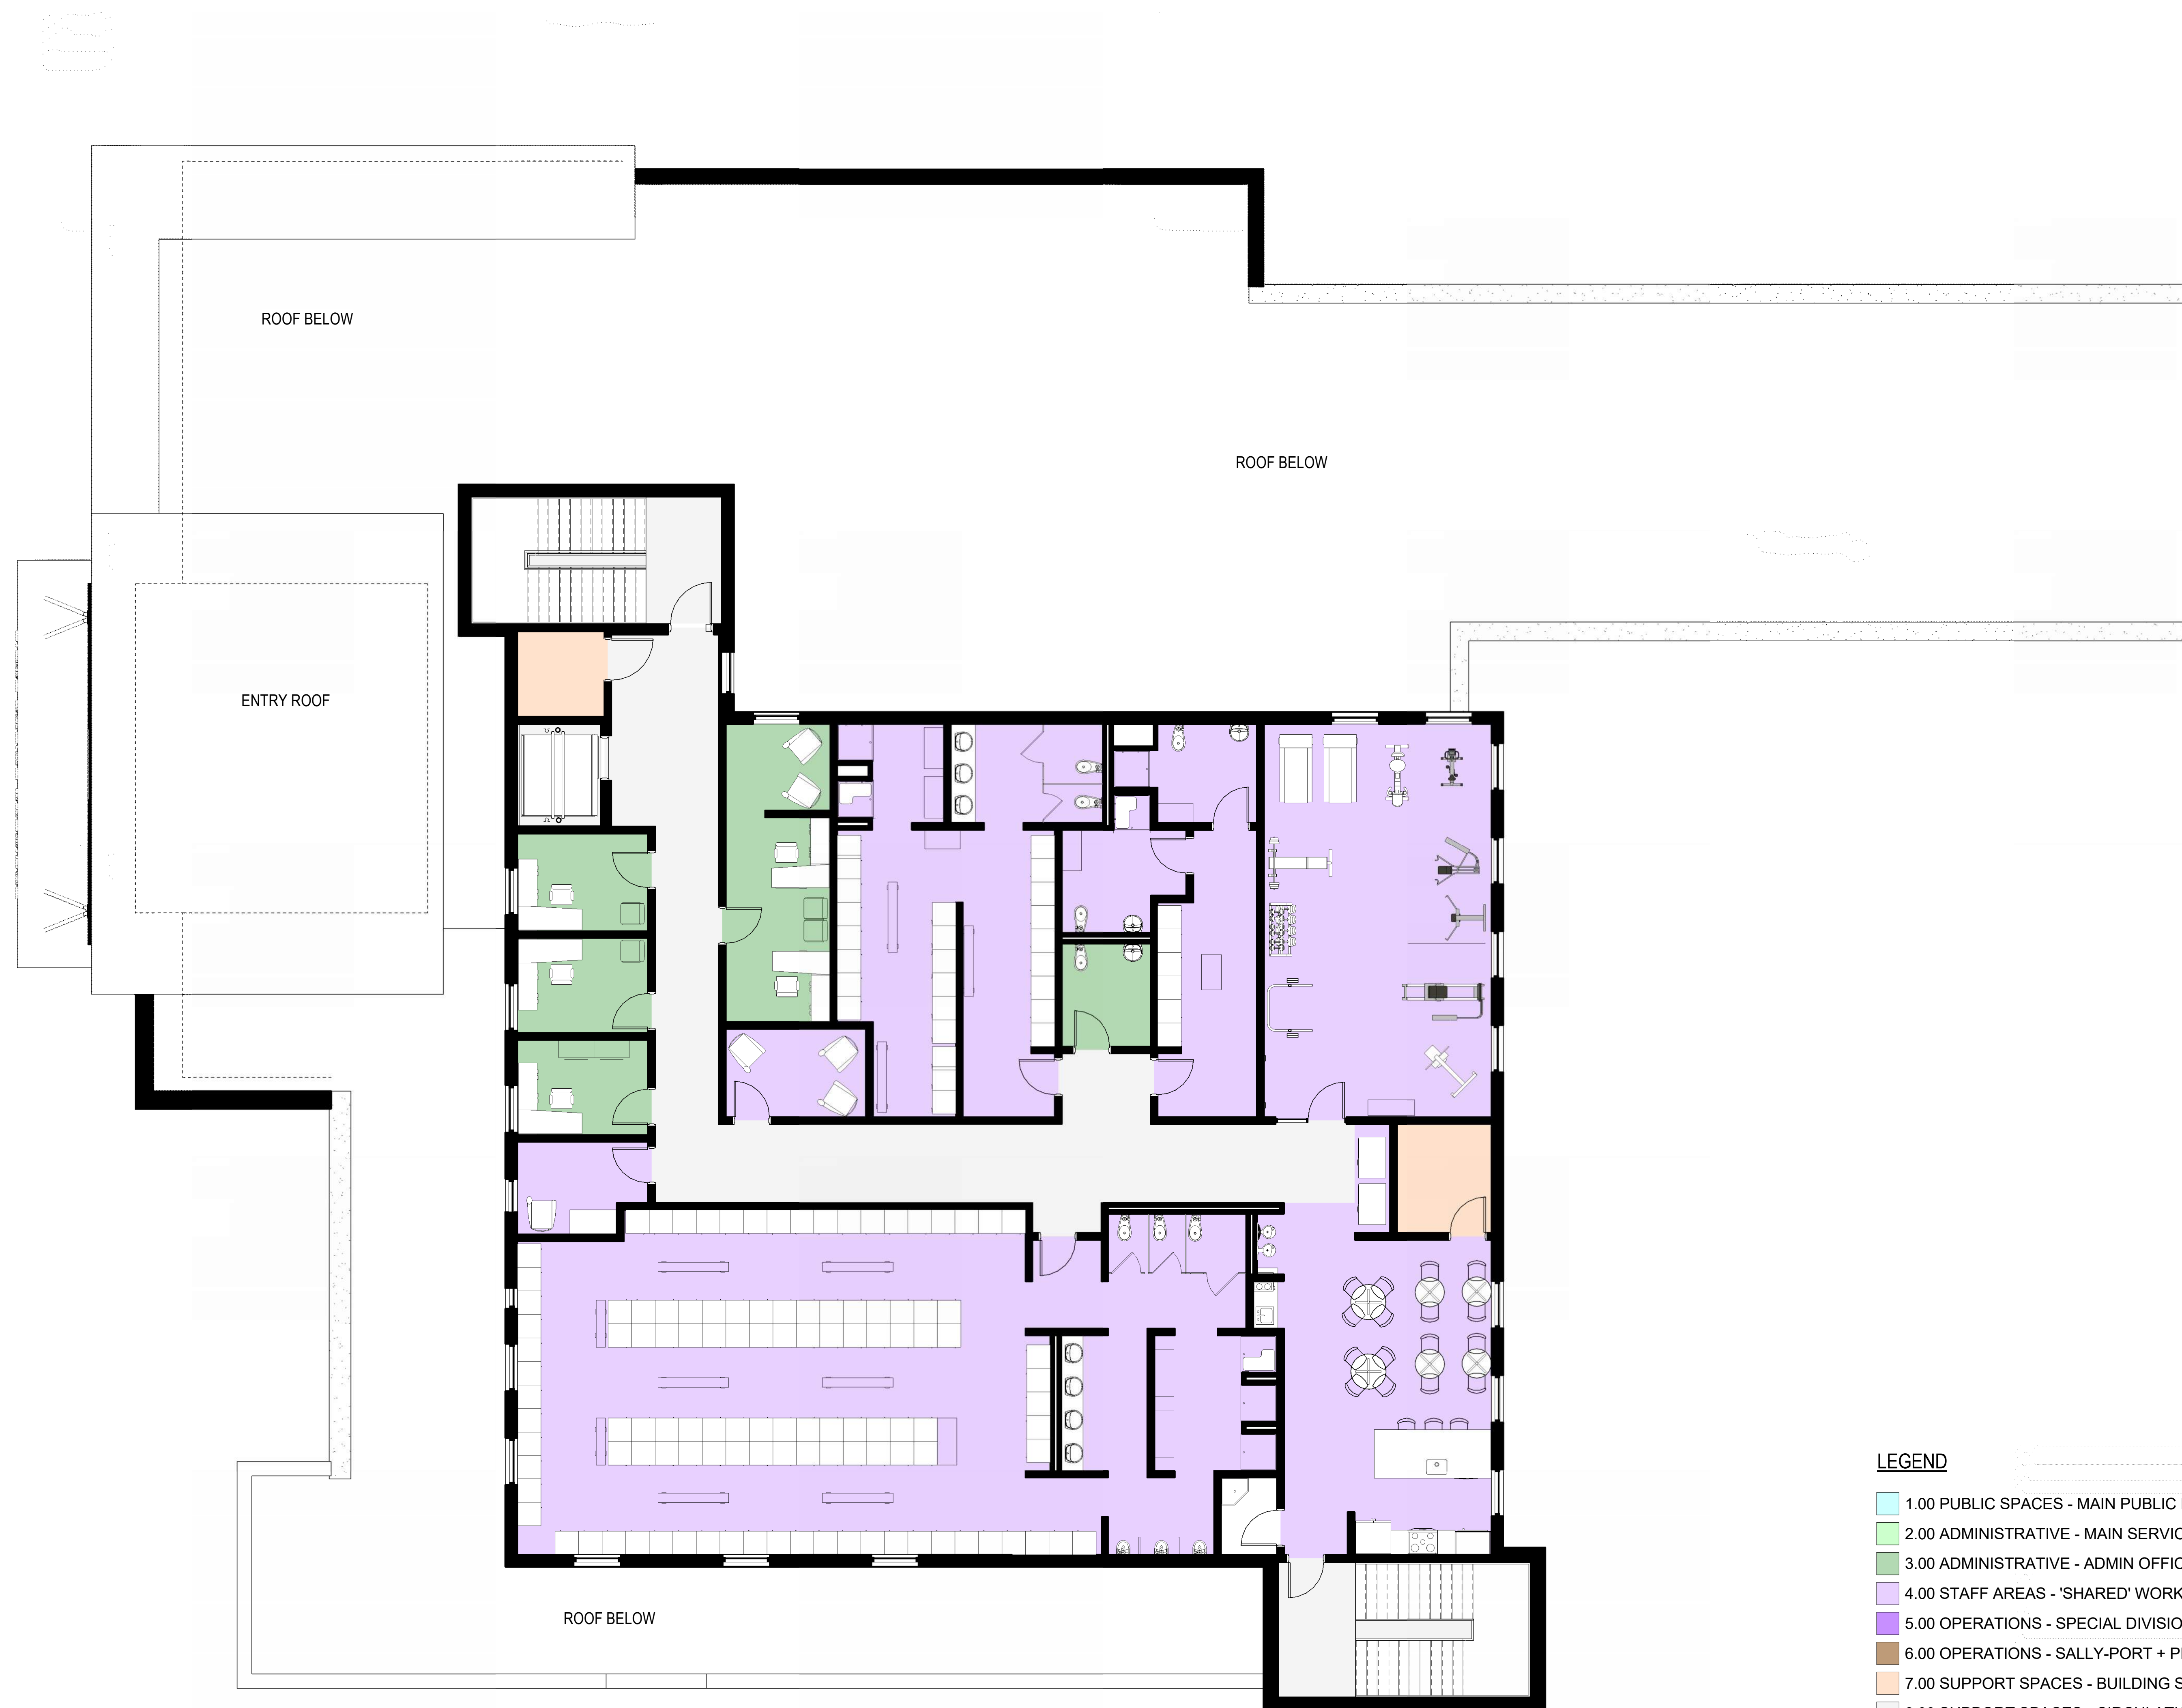 ROOF BELOW
ROOF BELOW
ENTRY ROOF
LEGEND
1.00 PUBLIC SPACES - MAIN PUBLIC
2.00 ADMINISTRATIVE - MAIN SERVIC
3.00 ADMINISTRATIVE - ADMIN OFFIC
4.00 STAFF AREAS - 'SHARED' WORK
5.00 OPERATIONS - SPECIAL DIVISIO
ROOF BELOW
6.00 OPERATIONS - SALLY-PORT + P
7.00 SUPPORT SPACES - BUILDING S